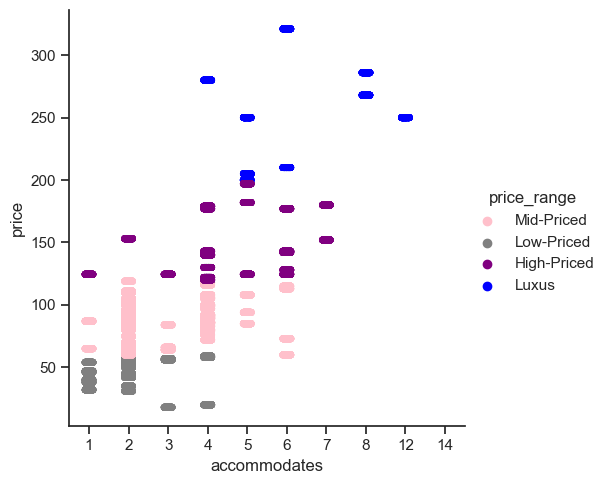 300
250
200
150
100
50
price
1 2 3 4 5 6 7 8 12 14
accommodates
price_range
Mid-Priced
Low-Priced
High-Priced
Luxus